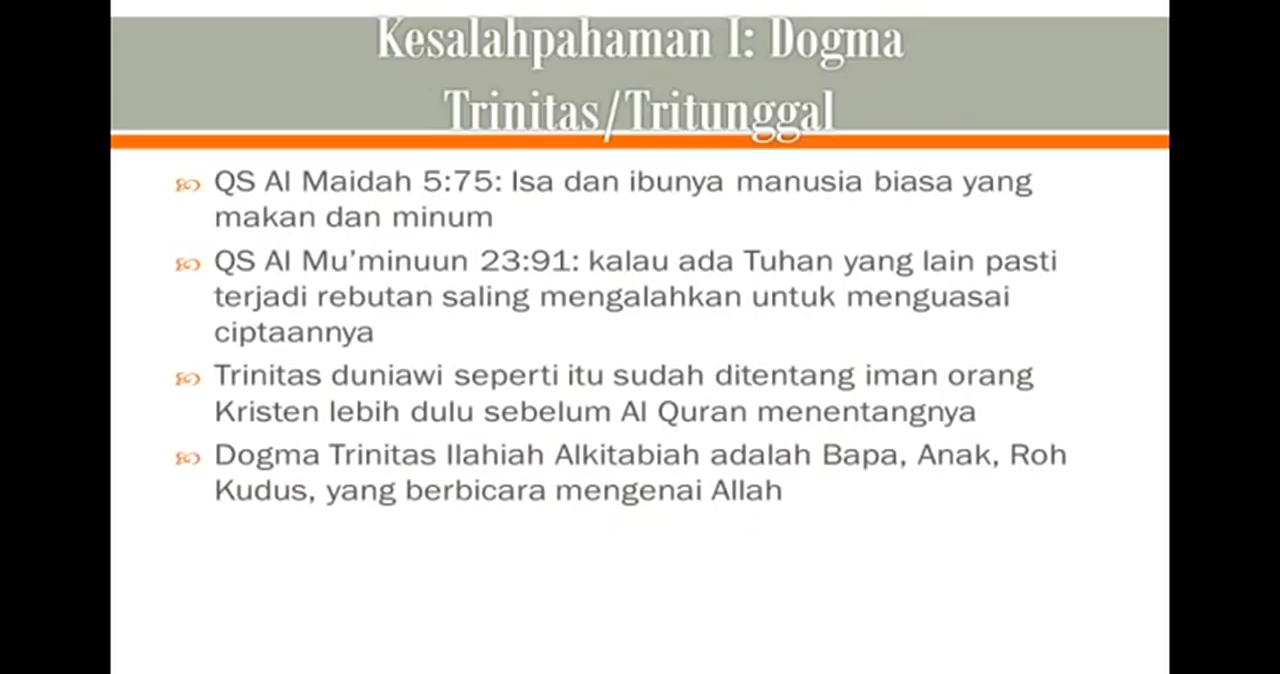 Kesalahpahaman I: Dogma
Trinitas/Tritunggal
QS Al Maidah 5:75: Isa dan ibunya manusia biasa yang
makan dan minum
QS Al Mu’minuun 23:91: kalau ada Tuhan yang lain pasti
terjadi rebutan saling mengalahkan untuk menguasai
ciptaannya
Trinitas duniawi seperti itu sudah ditentang iman orang
Kristen lebih dulu sebelum Al Quran menentangnya
Dogma Trinitas Ilahiah Alkitabiah adalah Bapa, Anak, Roh
Kudus, yang berbicara mengenai Allah